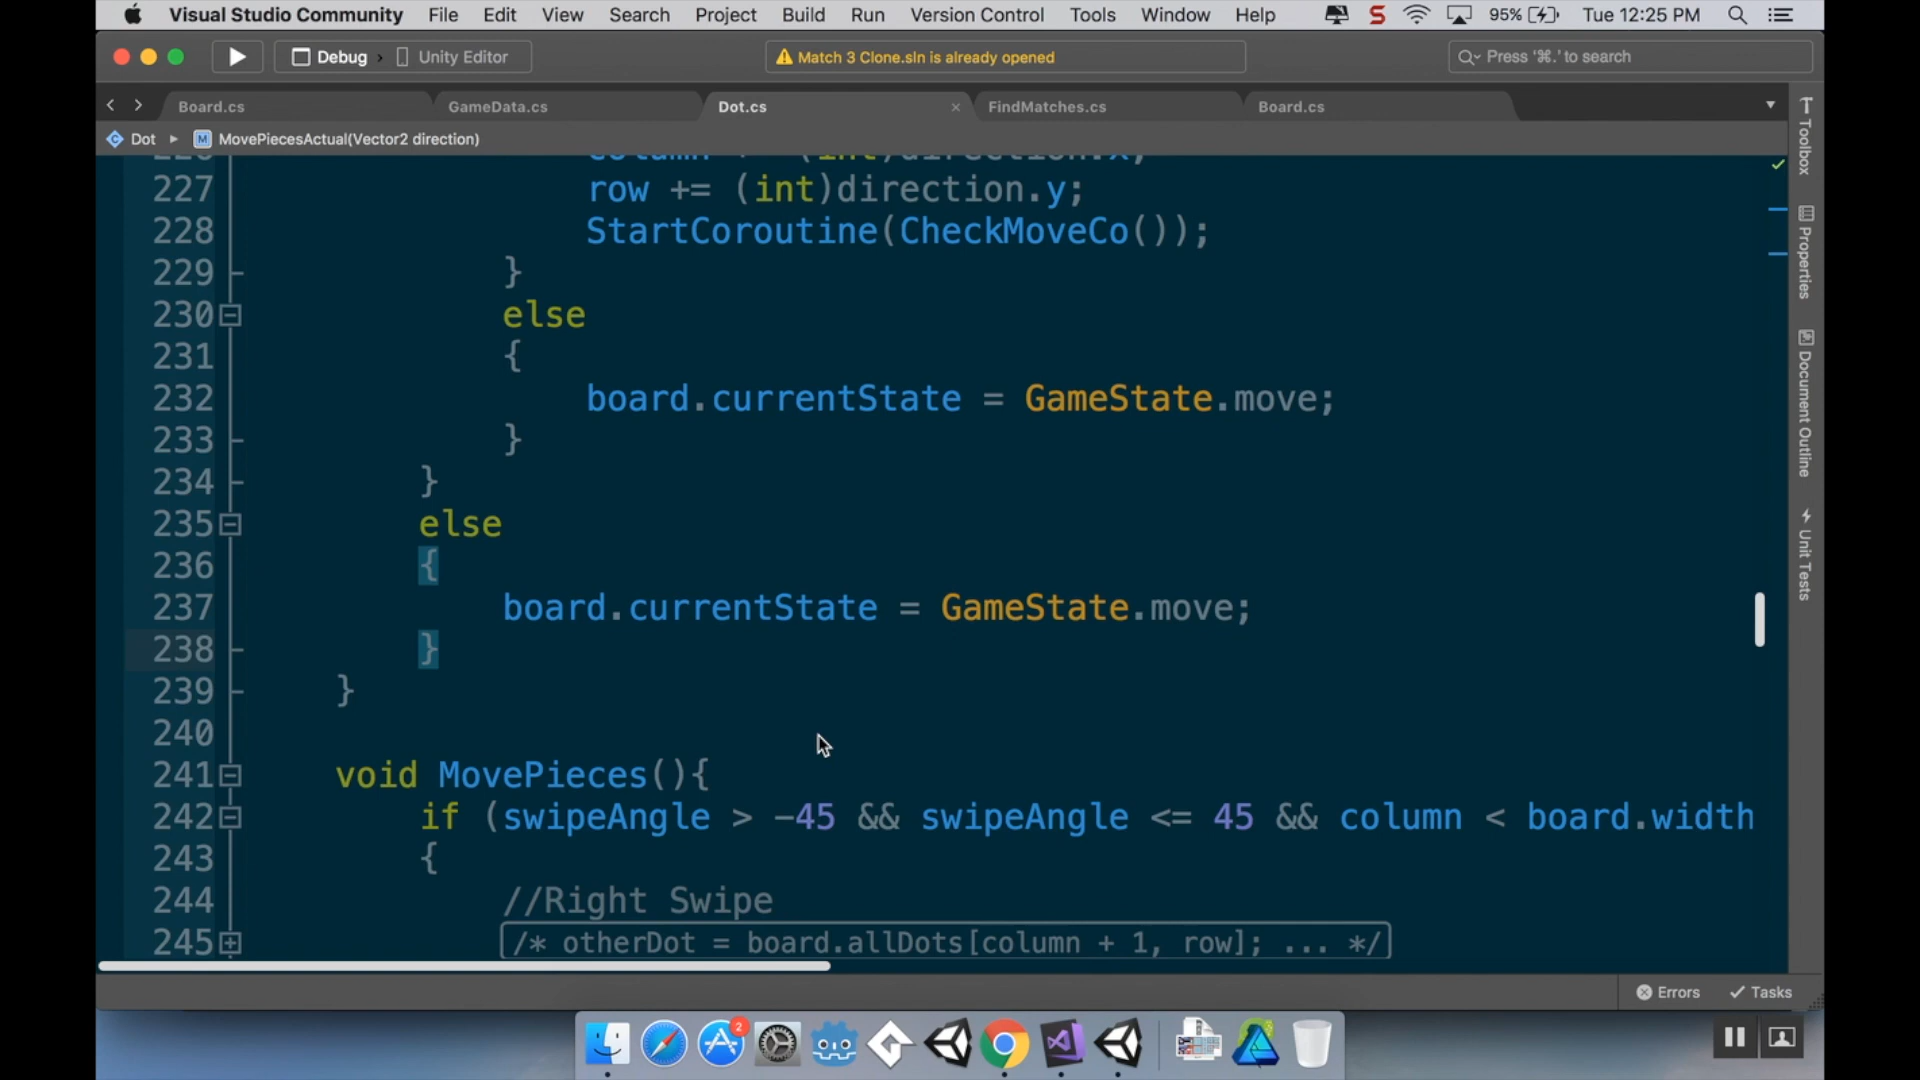 Visual Studio Community File Edit View Search Project Build Run Version Control Tools Window Help S 95% Tue 12:25 PM
Debug Unity Editor Match 3 Clone.sln is already opened Press '⌘.' to search
Board.cs GameData.cs Dot.cs FindMatches.cs Board.cs
Dot MovePiecesActual(Vector2 direction)
227 row += (int)direction.y;
228 StartCoroutine(CheckMoveCo());
229 }
230 else
231 {
232 board.currentState = GameState.move;
233 }
234 }
235 else
236 {
237 board.currentState = GameState.move;
238 }
239 }
240
241 void MovePieces(){
242 if (swipeAngle > -45 && swipeAngle <= 45 && column < board.width
243 {
244 //Right Swipe
245 /* otherDot = board.allDots[column + 1, row]; ... */
Toolbox
Properties
Document Outline
Unit Tests
Errors Tasks
2